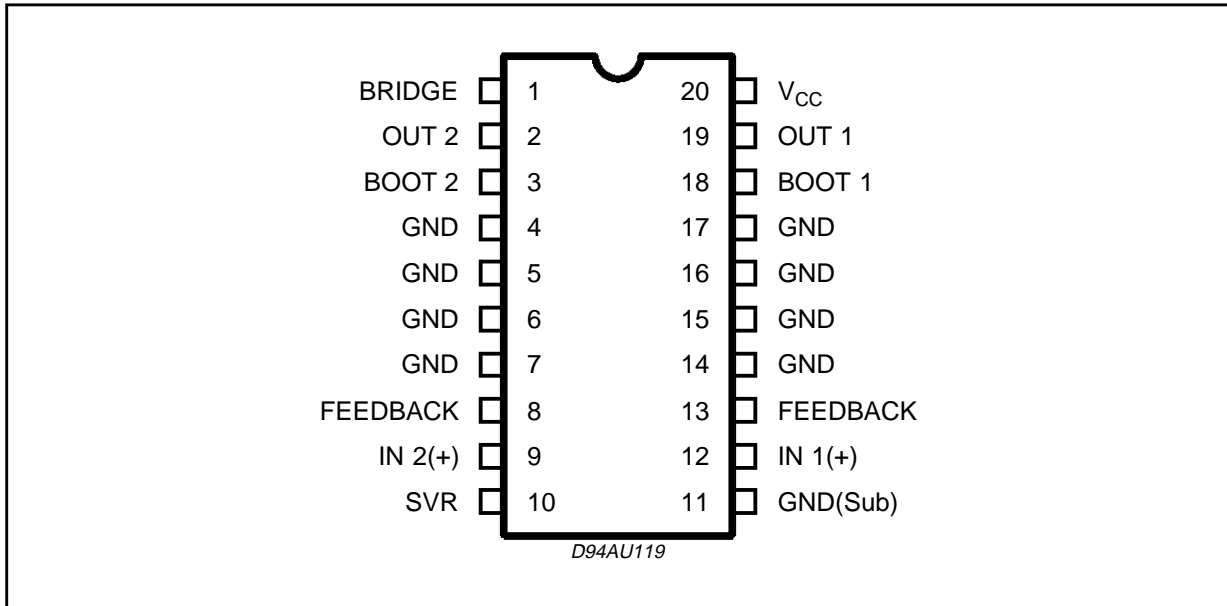 BRIDGE 1 20 V_CC
OUT 2 2 19 OUT 1
BOOT 2 3 18 BOOT 1
GND 4 17 GND
GND 5 16 GND
GND 6 15 GND
GND 7 14 GND
FEEDBACK 8 13 FEEDBACK
IN 2(+) 9 12 IN 1(+)
SVR 10 11 GND(Sub)
D94AU119